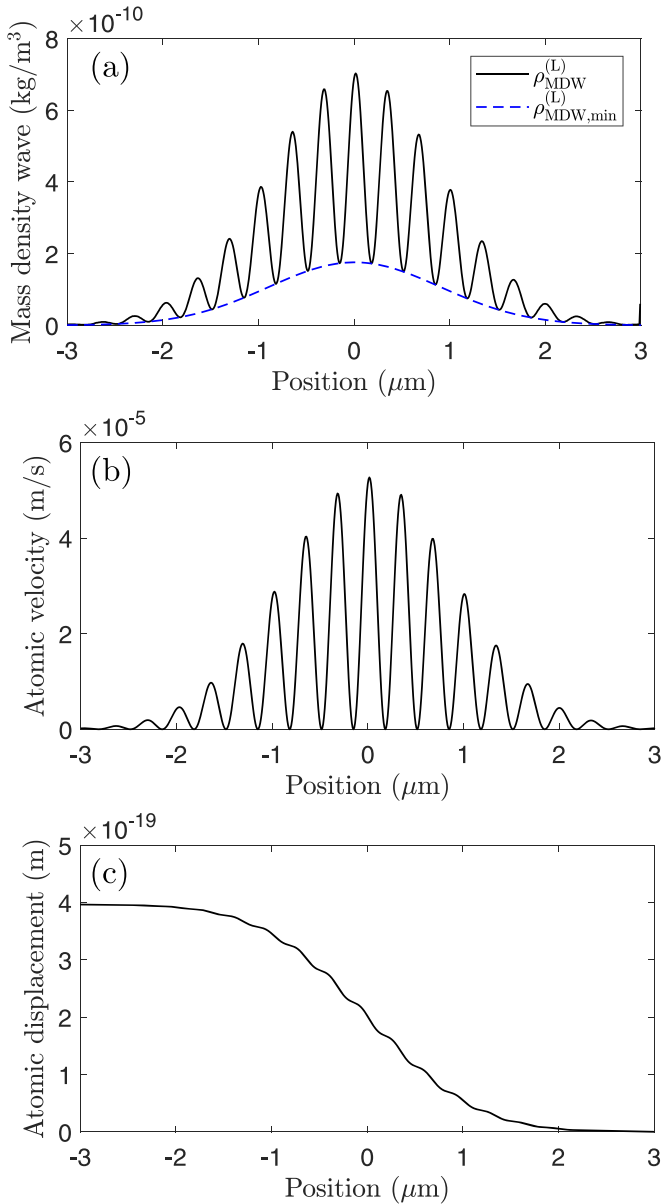 ×10⁻¹⁰
8
6
4
2
0
Mass density wave (kg/m³)
(a)
ρ_MDW^(L)
ρ_MDW,min^(L)
-3 -2 -1 0 1 2 3
Position (μm)
×10⁻⁵
6
4
2
0
Atomic velocity (m/s)
(b)
-3 -2 -1 0 1 2 3
Position (μm)
×10⁻¹⁹
5
4
3
2
1
0
Atomic displacement (m)
(c)
-3 -2 -1 0 1 2 3
Position (μm)